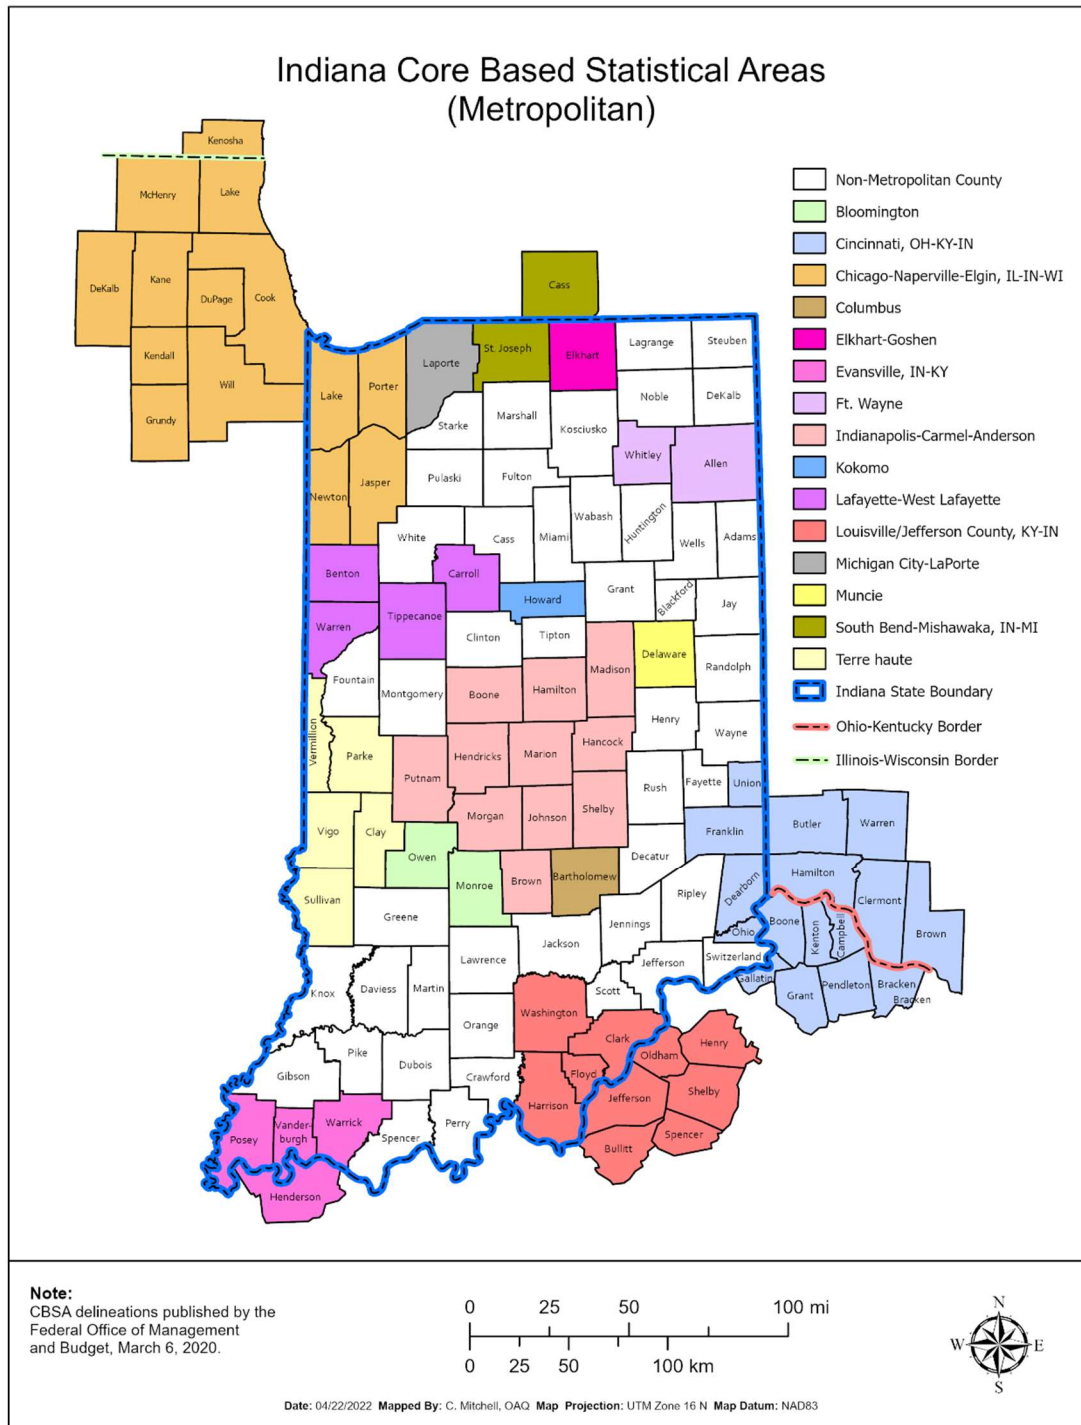 Indiana Core Based Statistical Areas
(Metropolitan)
Kenosha
McHenry
Lake
DeKalb
Kane
DuPage
Cook
Kendall
Will
Grundy
Cass
Non-Metropolitan County
Bloomington
Cincinnati, OH-KY-IN
Chicago-Naperville-Elgin, IL-IN-WI
Columbus
Elkhart-Goshen
Evansville, IN-KY
Ft. Wayne
Indianapolis-Carmel-Anderson
Kokomo
Lafayette-West Lafayette
Louisville/Jefferson County, KY-IN
Michigan City-LaPorte
Muncie
South Bend-Mishawaka, IN-MI
Terre haute
Indiana State Boundary
Ohio-Kentucky Border
Illinois-Wisconsin Border
Lake
Porter
Laporte
St. Joseph
Elkhart
Lagrange
Steuben
Noble
DeKalb
Starke
Marshall
Kosciusko
Whitley
Allen
Newton
Jasper
Pulaski
Fulton
White
Cass
Miami
Wabash
Huntington
Wells
Adams
Benton
Carroll
Howard
Grant
Blackford
Jay
Warren
Tippecanoe
Clinton
Tipton
Madison
Delaware
Randolph
Fountain
Montgomery
Boone
Hamilton
Henry
Wayne
Vermillion
Parke
Putnam
Hendricks
Marion
Hancock
Rush
Fayette
Union
Vigo
Clay
Morgan
Johnson
Shelby
Franklin
Butler
Warren
Owen
Monroe
Brown
Bartholomew
Decatur
Dearborn
Hamilton
Clermont
Sullivan
Greene
Jennings
Ripley
Ohio
Boone
Kenton
Campbell
Brown
Lawrence
Jackson
Jefferson
Switzerland
Gallatin
Grant
Pendleton
Bracken
Bracken
Knox
Daviess
Martin
Scott
Orange
Washington
Clark
Oldham
Henry
Gibson
Pike
Dubois
Crawford
Floyd
Harrison
Jefferson
Shelby
Posey
Vander-
burgh
Warrick
Spencer
Perry
Bullitt
Spencer
Henderson
Note:
CBSA delineations published by the
Federal Office of Management
and Budget, March 6, 2020.
0 25 50 100 mi
0 25 50 100 km
N
W E
S
Date: 04/22/2022 Mapped By: C. Mitchell, OAQ Map Projection: UTM Zone 16 N Map Datum: NAD83